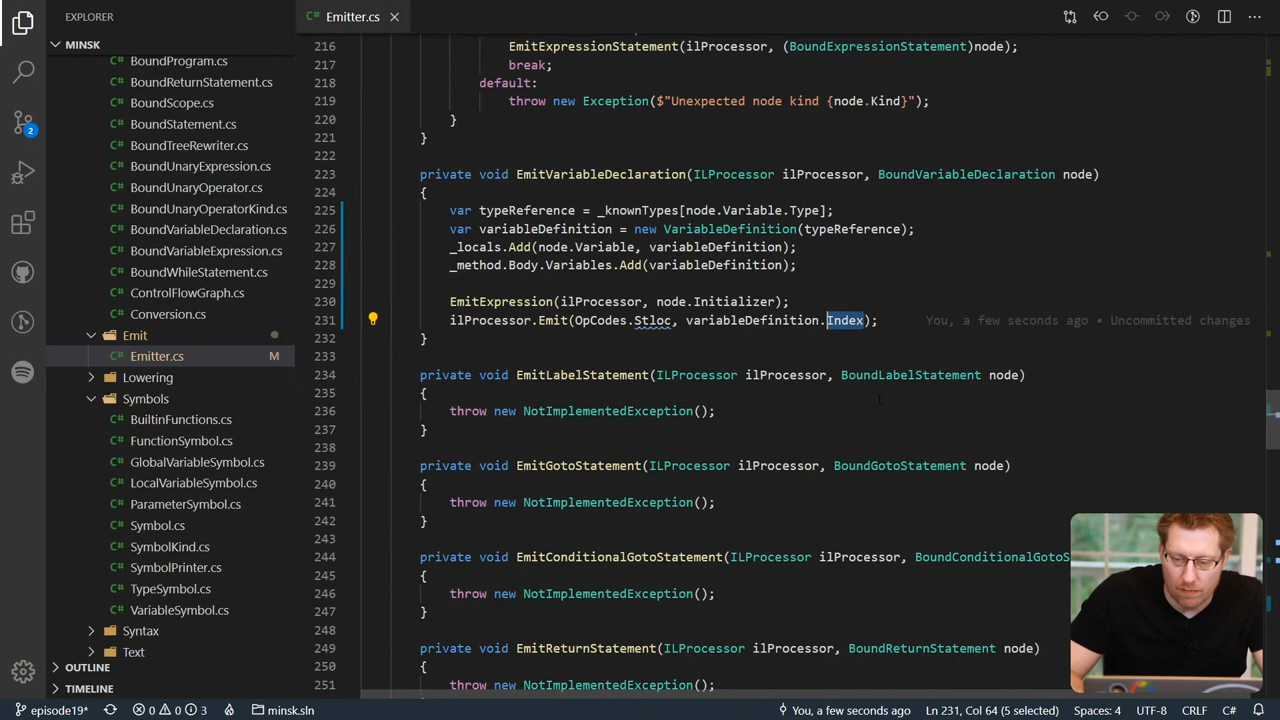 EXPLORER
MINSK
BoundProgram.cs
BoundReturnStatement.cs
BoundScope.cs
BoundStatement.cs
BoundTreeRewriter.cs
BoundUnaryExpression.cs
BoundUnaryOperator.cs
BoundUnaryOperatorKind.cs
BoundVariableDeclaration.cs
BoundVariableExpression.cs
BoundWhileStatement.cs
ControlFlowGraph.cs
Conversion.cs
Emit
Emitter.cs M
Lowering
Symbols
BuiltinFunctions.cs
FunctionSymbol.cs
GlobalVariableSymbol.cs
LocalVariableSymbol.cs
ParameterSymbol.cs
Symbol.cs
SymbolKind.cs
SymbolPrinter.cs
TypeSymbol.cs
VariableSymbol.cs
Syntax
Text
OUTLINE
TIMELINE
2
Emitter.cs
216 EmitExpressionStatement(ilProcessor, (BoundExpressionStatement)node);
217 break;
218 default:
219 throw new Exception($"Unexpected node kind {node.Kind}");
220 }
221 }
222
223 private void EmitVariableDeclaration(ILProcessor ilProcessor, BoundVariableDeclaration node)
224 {
225 var typeReference = _knownTypes[node.Variable.Type];
226 var variableDefinition = new VariableDefinition(typeReference);
227 _locals.Add(node.Variable, variableDefinition);
228 _method.Body.Variables.Add(variableDefinition);
229
230 EmitExpression(ilProcessor, node.Initializer);
231 ilProcessor.Emit(OpCodes.Stloc, variableDefinition.Index); You, a few seconds ago • Uncommitted changes
232 }
233
234 private void EmitLabelStatement(ILProcessor ilProcessor, BoundLabelStatement node)
235 {
236 throw new NotImplementedException();
237 }
238
239 private void EmitGotoStatement(ILProcessor ilProcessor, BoundGotoStatement node)
240 {
241 throw new NotImplementedException();
242 }
243
244 private void EmitConditionalGotoStatement(ILProcessor ilProcessor, BoundConditionalGotoS
245 {
246 throw new NotImplementedException();
247 }
248
249 private void EmitReturnStatement(ILProcessor ilProcessor, BoundReturnStatement node)
250 {
251 throw new NotImplementedException();
episode19* 0 0 3 minsk.sln You, a few seconds ago Ln 231, Col 64 (5 selected) Spaces: 4 UTF-8 CRLF C#